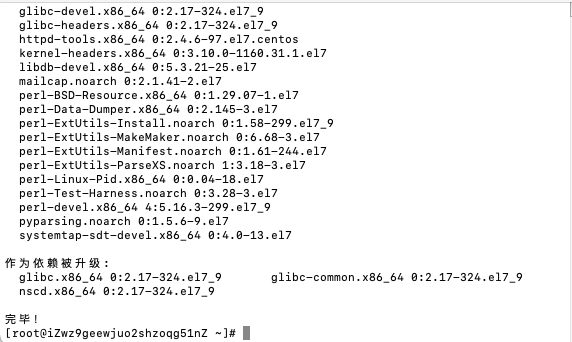 glibc-devel.x86_64 0:2.17-324.el7_9
glibc-headers.x86_64 0:2.17-324.el7_9
httpd-tools.x86_64 0:2.4.6-97.el7.centos
kernel-headers.x86_64 0:3.10.0-1160.31.1.el7
libdb-devel.x86_64 0:5.3.21-25.el7
mailcap.noarch 0:2.1.41-2.el7
perl-BSD-Resource.x86_64 0:1.29.07-1.el7
perl-Data-Dumper.x86_64 0:2.145-3.el7
perl-ExtUtils-Install.noarch 0:1.58-299.el7_9
perl-ExtUtils-MakeMaker.noarch 0:6.68-3.el7
perl-ExtUtils-Manifest.noarch 0:1.61-244.el7
perl-ExtUtils-ParseXS.noarch 1:3.18-3.el7
perl-Linux-Pid.x86_64 0:0.04-18.el7
perl-Test-Harness.noarch 0:3.28-3.el7
perl-devel.x86_64 4:5.16.3-299.el7_9
pyparsing.noarch 0:1.5.6-9.el7
systemtap-sdt-devel.x86_64 0:4.0-13.el7
作为依赖被升级：
glibc.x86_64 0:2.17-324.el7_9 glibc-common.x86_64 0:2.17-324.el7_9
nscd.x86_64 0:2.17-324.el7_9
完毕！
[root@iZwz9geewjuo2shzoqg51nZ ~]#